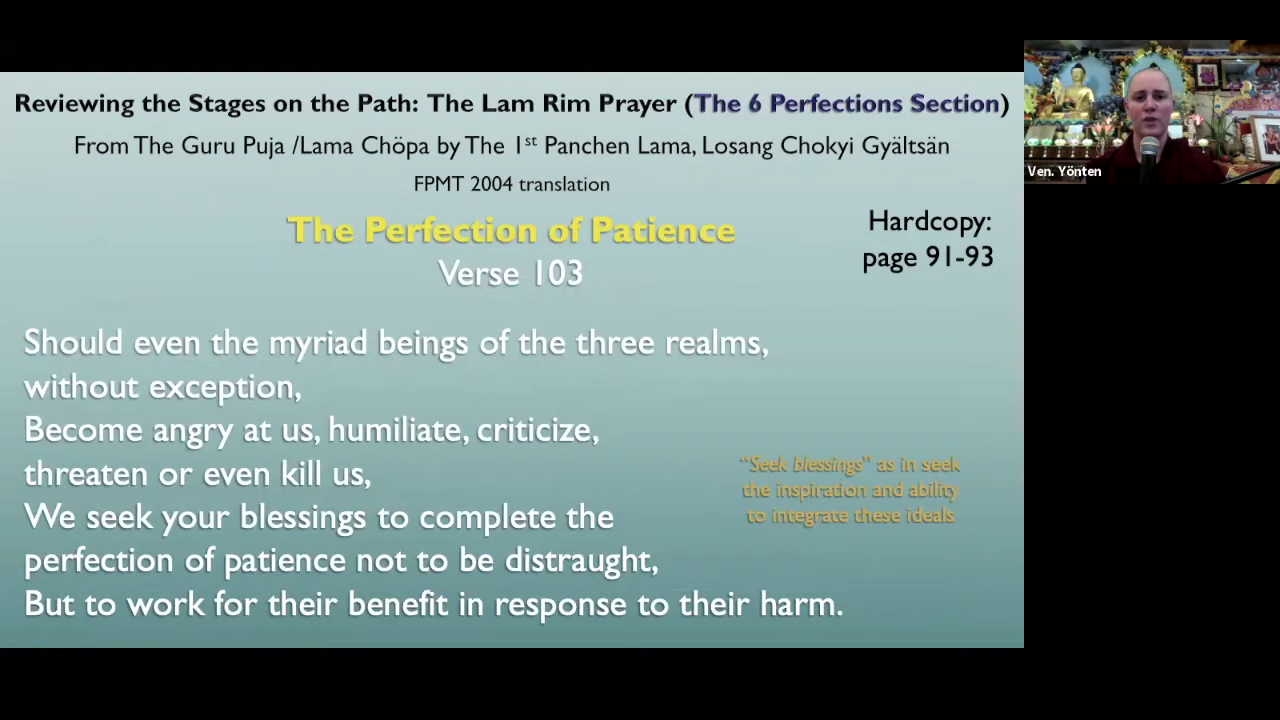 Reviewing the Stages on the Path: The Lam Rim Prayer (The 6 Perfections Section)
From The Guru Puja /Lama Chöpa by The 1st Panchen Lama, Losang Chokyi Gyältsän
FPMT 2004 translation
The Perfection of Patience
Verse 103
Hardcopy:
page 91-93
Should even the myriad beings of the three realms,
without exception,
Become angry at us, humiliate, criticize,
threaten or even kill us,
We seek your blessings to complete the
perfection of patience not to be distraught,
But to work for their benefit in response to their harm.
“Seek blessings” as in seek
the inspiration and ability
to integrate these ideals
Ven. Yönten